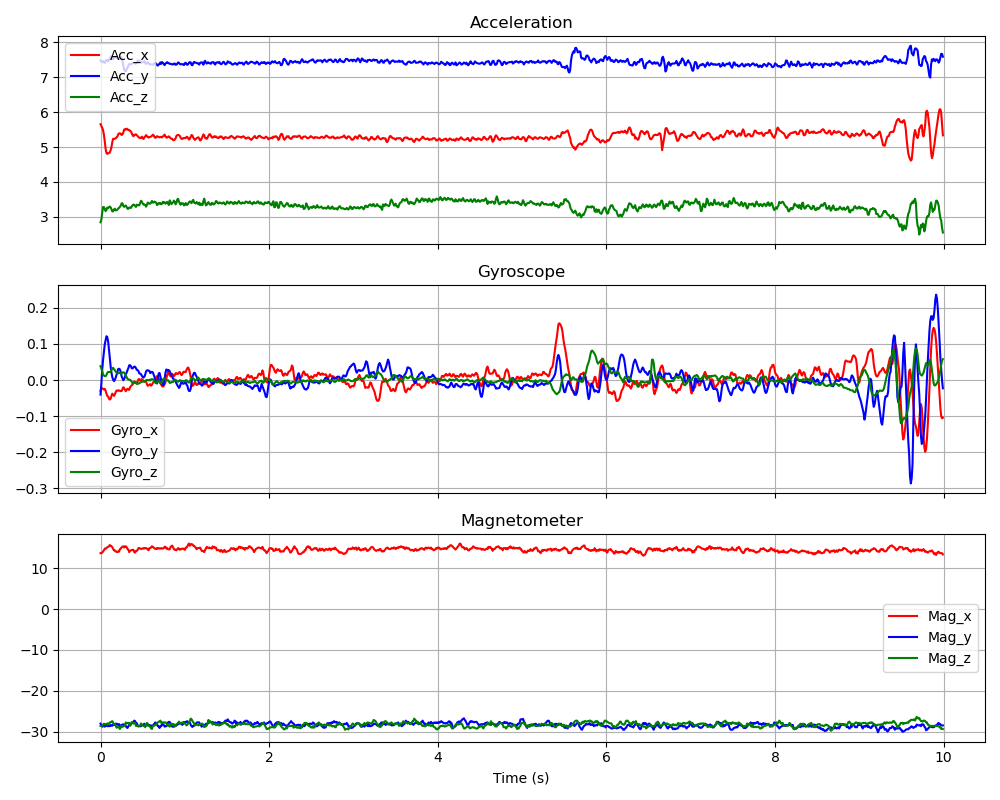 Acceleration
8
7
6
5
4
3
Acc_x
Acc_y
Acc_z
Gyroscope
0.2
0.1
0.0
−0.1
−0.2
−0.3
Gyro_x
Gyro_y
Gyro_z
Magnetometer
10
0
−10
−20
−30
Mag_x
Mag_y
Mag_z
0 2 4 6 8 10
Time (s)